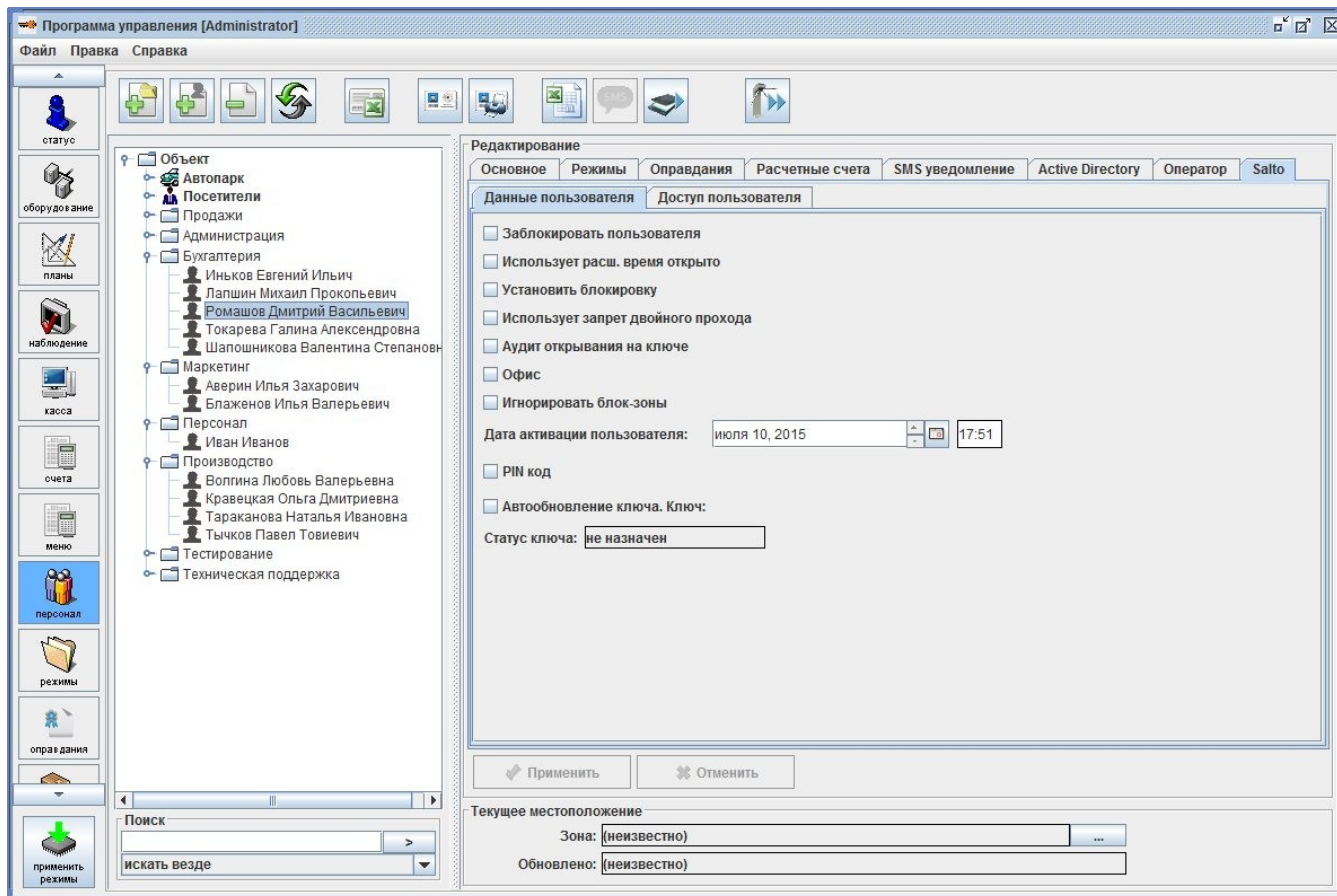 Программа управления [Administrator]
Файл Правка Справка
статус
оборудование
планы
наблюдение
касса
счета
меню
персонал
режимы
оправдания
применить
режимы
SMS
Объект
Автопарк
Посетители
Продажи
Администрация
Бухгалтерия
Иньков Евгений Ильич
Лапшин Михаил Прокопьевич
Ромашов Дмитрий Васильевич
Токарева Галина Алексендровна
Шапошникова Валентина Степановн
Маркетинг
Аверин Илья Захарович
Блаженов Илья Валерьевич
Персонал
Иван Иванов
Производство
Волгина Любовь Валерьевна
Кравецкая Ольга Дмитриевна
Тараканова Наталья Ивановна
Тычков Павел Товиевич
Тестирование
Техническая поддержка
Поиск
>
искать везде
Редактирование
Основное Режимы Оправдания Расчетные счета SMS уведомление Active Directory Оператор Salto
Данные пользователя Доступ пользователя
Заблокировать пользователя
Использует расш. время открыто
Установить блокировку
Использует запрет двойного прохода
Аудит открывания на ключе
Офис
Игнорировать блок-зоны
Дата активации пользователя: июля 10, 2015 17:51
PIN код
Автообновление ключа. Ключ:
Статус ключа: не назначен
Применить Отменить
Текущее местоположение
Зона: (неизвестно) ...
Обновлено: (неизвестно)